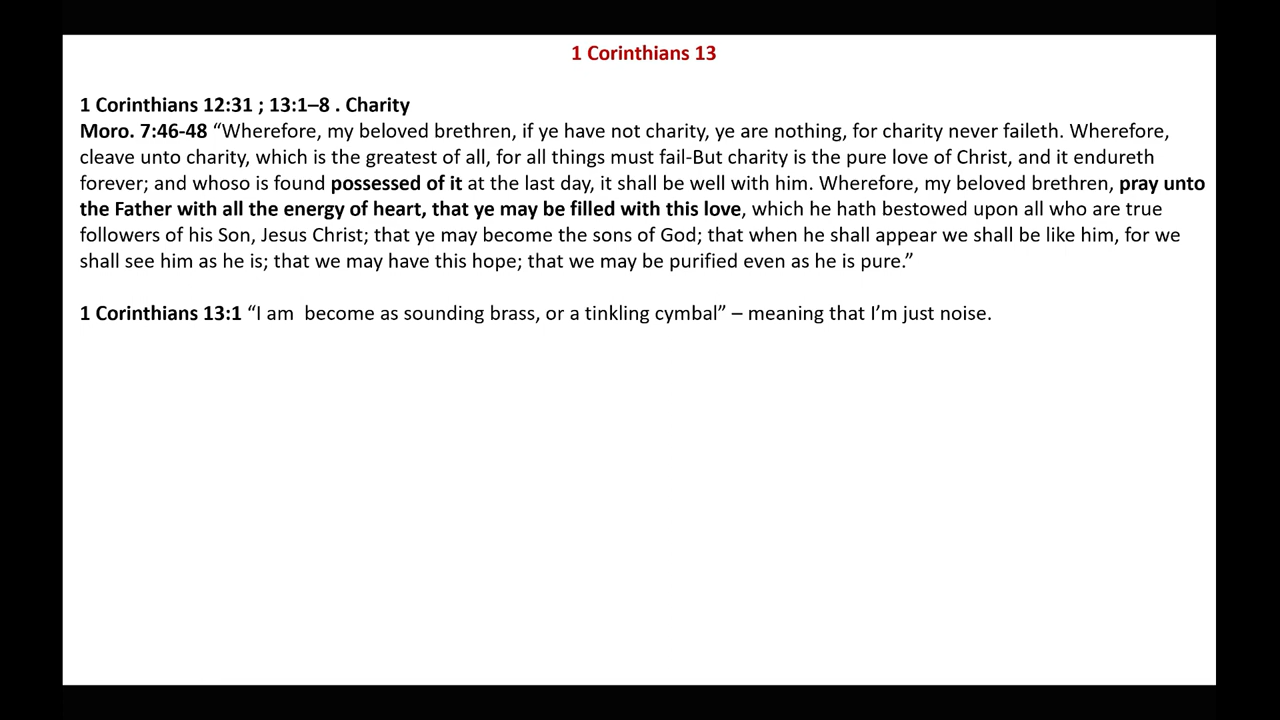 1 Corinthians 13
1 Corinthians 12:31 ; 13:1–8 . Charity
Moro. 7:46-48 “Wherefore, my beloved brethren, if ye have not charity, ye are nothing, for charity never faileth. Wherefore,
cleave unto charity, which is the greatest of all, for all things must fail-But charity is the pure love of Christ, and it endureth
forever; and whoso is found possessed of it at the last day, it shall be well with him. Wherefore, my beloved brethren, pray unto
the Father with all the energy of heart, that ye may be filled with this love, which he hath bestowed upon all who are true
followers of his Son, Jesus Christ; that ye may become the sons of God; that when he shall appear we shall be like him, for we
shall see him as he is; that we may have this hope; that we may be purified even as he is pure.”
1 Corinthians 13:1 “I am  become as sounding brass, or a tinkling cymbal” – meaning that I’m just noise.